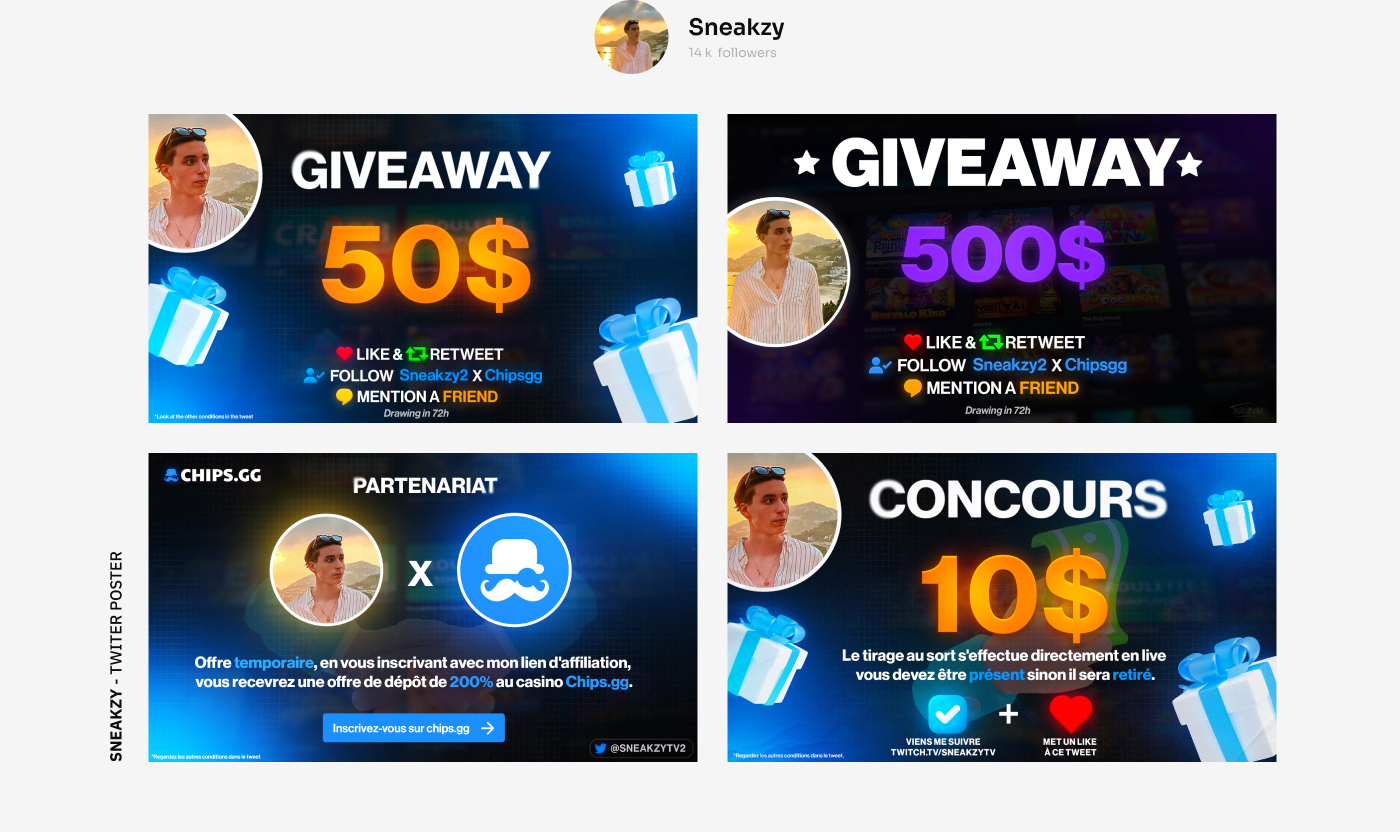 Sneakzy
14 k followers
GIVEAWAY
50$
LIKE & RETWEET
FOLLOW Sneakzy2 X Chipsgg
MENTION A FRIEND
Drawing in 72h
*Look at the other conditions in the tweet
GIVEAWAY
500$
LIKE & RETWEET
FOLLOW Sneakzy2 X Chipsgg
MENTION A FRIEND
Drawing in 72h
SNEAKZY - TWITER POSTER
CHIPS.GG
PARTENARIAT
X
Offre temporaire, en vous inscrivant avec mon lien d'affiliation,
vous recevrez une offre de dépôt de 200% au casino Chips.gg.
Inscrivez-vous sur chips.gg
@SNEAKZYTV2
*Regardez les autres conditions dans le tweet
CONCOURS
10$
Le tirage au sort s'effectue directement en live
vous devez être présent sinon il sera retiré.
+
VIENS ME SUIVRE
TWITCH.TV/SNEAKZYTV
MET UN LIKE
À CE TWEET
*Regardez les autres conditions dans le tweet.